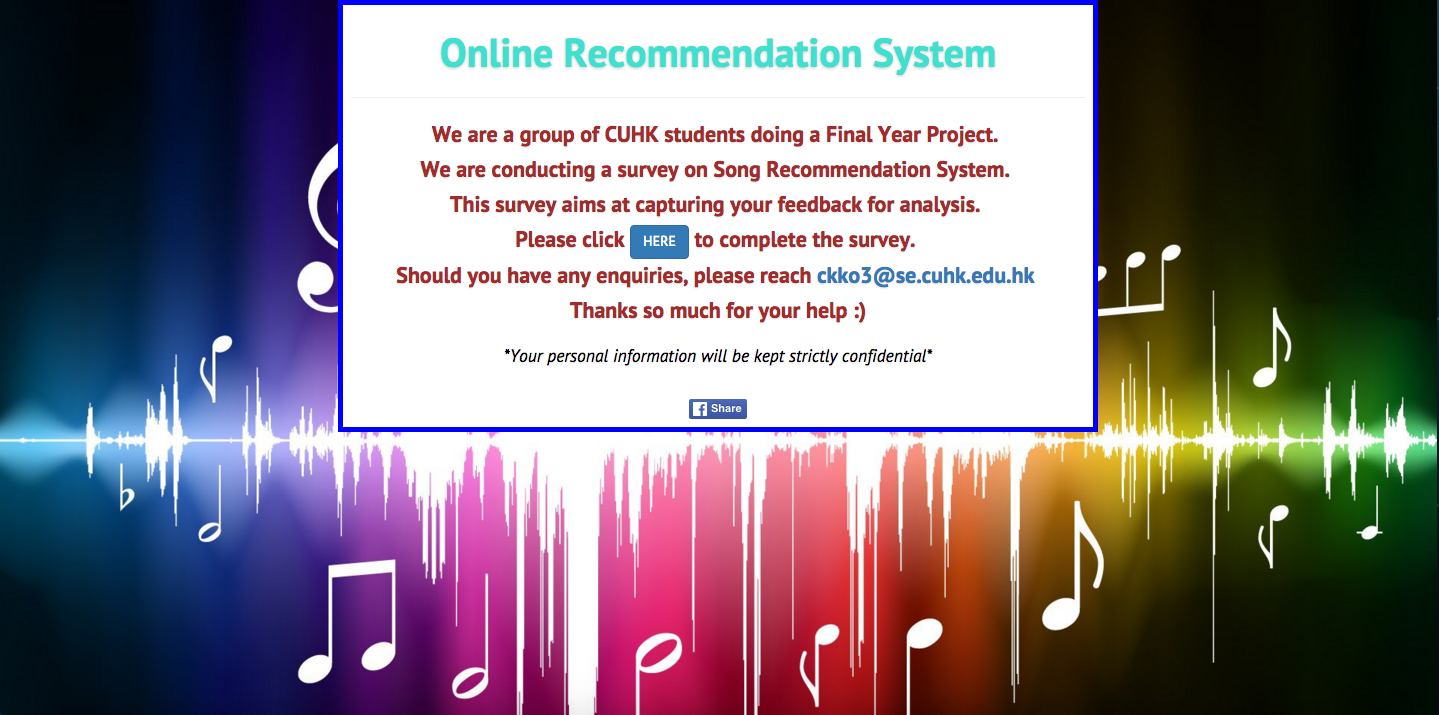 Online Recommendation System
We are a group of CUHK students doing a Final Year Project.
We are conducting a survey on Song Recommendation System.
This survey aims at capturing your feedback for analysis.
Please click HERE to complete the survey.
Should you have any enquiries, please reach ckko3@se.cuhk.edu.hk
Thanks so much for your help :)
*Your personal information will be kept strictly confidential*
Share